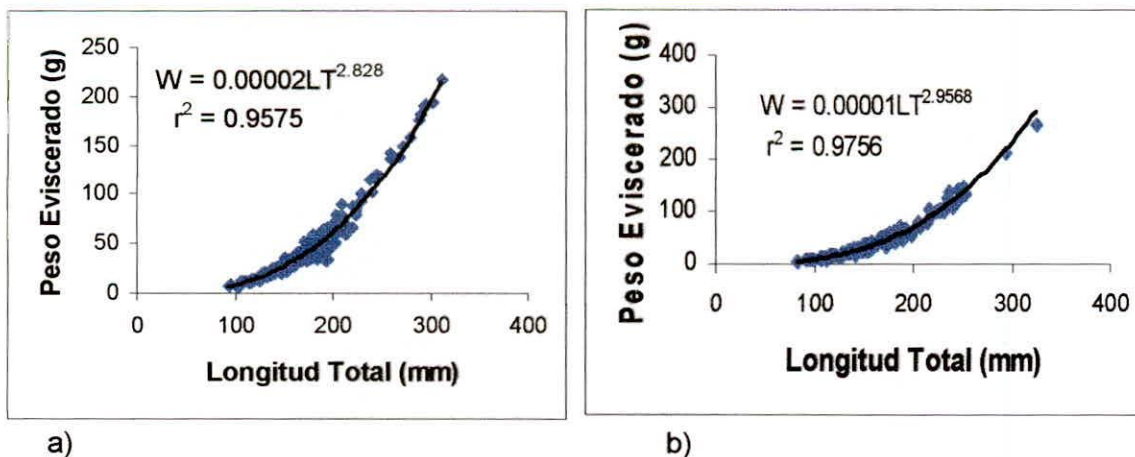 Peso Eviscerado (g)
250
200
150
100
50
0
W = 0.00002LT^2.828
r² = 0.9575
0 100 200 300 400
Longitud Total (mm)
a)
Peso Eviscerado (g)
400
300
200
100
0
W = 0.00001LT^2.9568
r² = 0.9756
0 100 200 300 400
Longitud Total (mm)
b)